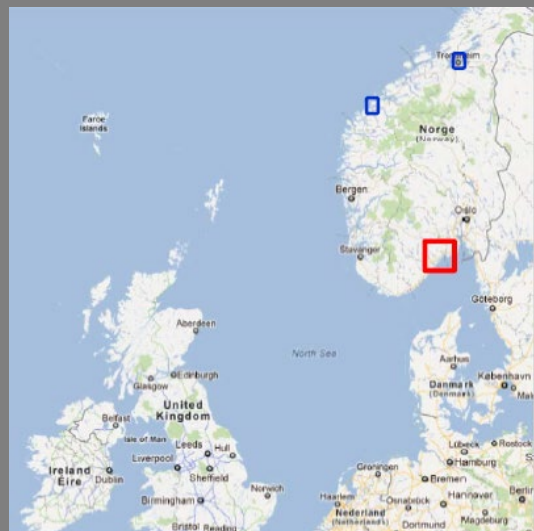 Trondheim
Faroe
Islands
Norge
(Norway)
Bergen
Oslo
Stavanger
Göteborg
Aberdeen
North Sea
Aarhus
København
Danmark
(Denmark)
Glasgow
Edinburgh
United
Kingdom
Belfast
Isle of Man
Leeds
Hull
Lübeck
Rostock
Hamburg
Ireland
Éire
Dublin
Liverpool
Sheffield
Groningen
Bremen
Norwich
Haarlem
Nederland
(Netherlands)
Osnabrück
Hannover
Berlin
Birmingham
Magdeburg
Dortmund
Bristol
Reading